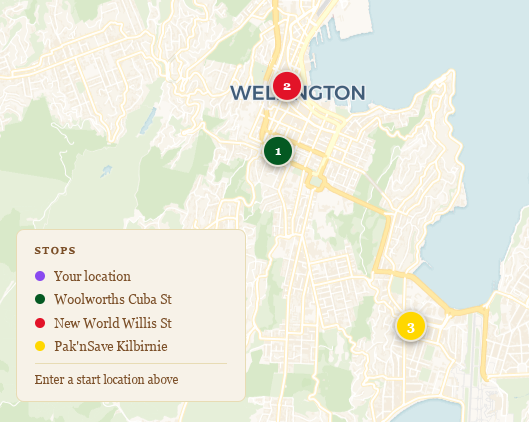 2
WELLINGTON
1
STOPS
Your location
Woolworths Cuba St
New World Willis St
Pak'nSave Kilbirnie
3
Enter a start location above